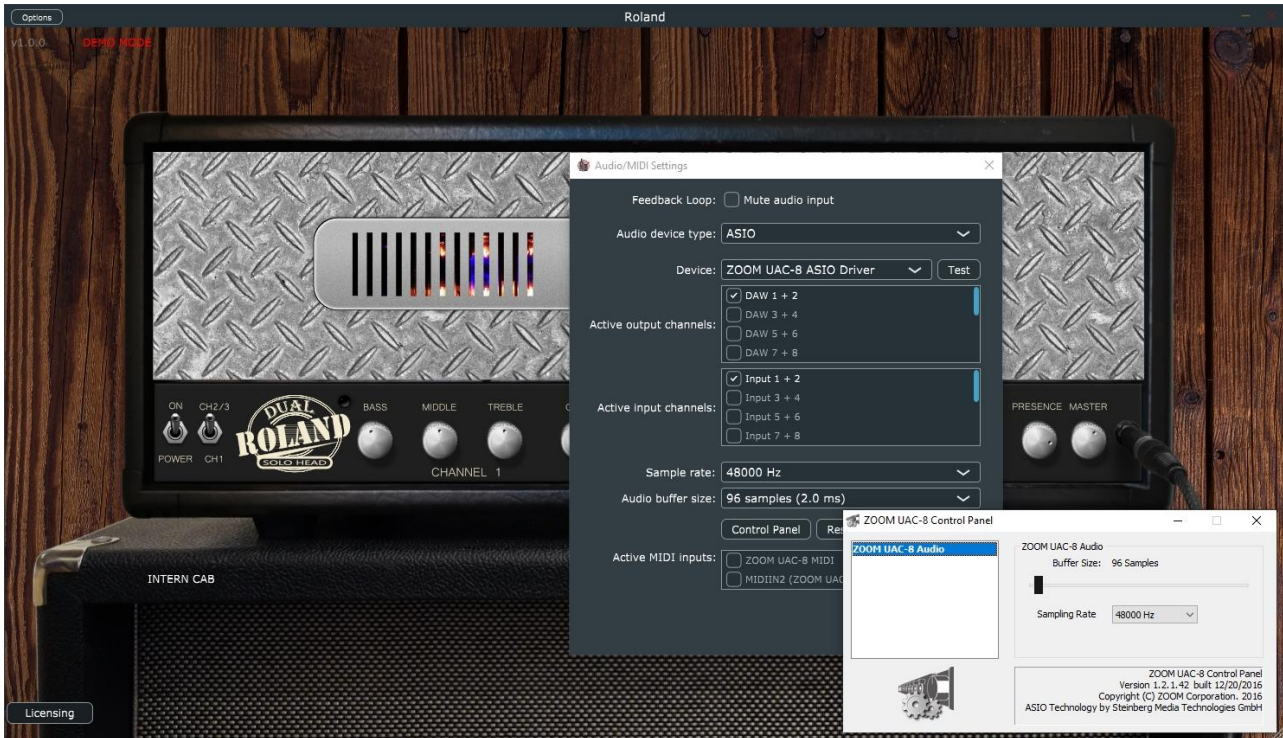 Options
Roland
v1.0.0 DEMO MODE
Audio/MIDI Settings
Feedback Loop: Mute audio input
Audio device type: ASIO
Device: ZOOM UAC-8 ASIO Driver Test
Active output channels:
DAW 1 + 2
DAW 3 + 4
DAW 5 + 6
DAW 7 + 8
Active input channels:
Input 1 + 2
Input 3 + 4
Input 5 + 6
Input 7 + 8
Sample rate: 48000 Hz
Audio buffer size: 96 samples (2.0 ms)
Control Panel
Active MIDI inputs:
ZOOM UAC-8 MIDI
MIDIIN2 (ZOOM UAC
ON CH2/3
POWER CH1
DUAL
ROLAND
SOLO HEAD
BASS MIDDLE TREBLE
CHANNEL 1
PRESENCE MASTER
INTERN CAB
Licensing
ZOOM UAC-8 Control Panel
ZOOM UAC-8 Audio
ZOOM UAC-8 Audio
Buffer Size: 96 Samples
Sampling Rate 48000 Hz
ZOOM UAC-8 Control Panel
Version 1.2.1.42 built 12/20/2016
Copyright (C) ZOOM Corporation. 2016
ASIO Technology by Steinberg Media Technologies GmbH